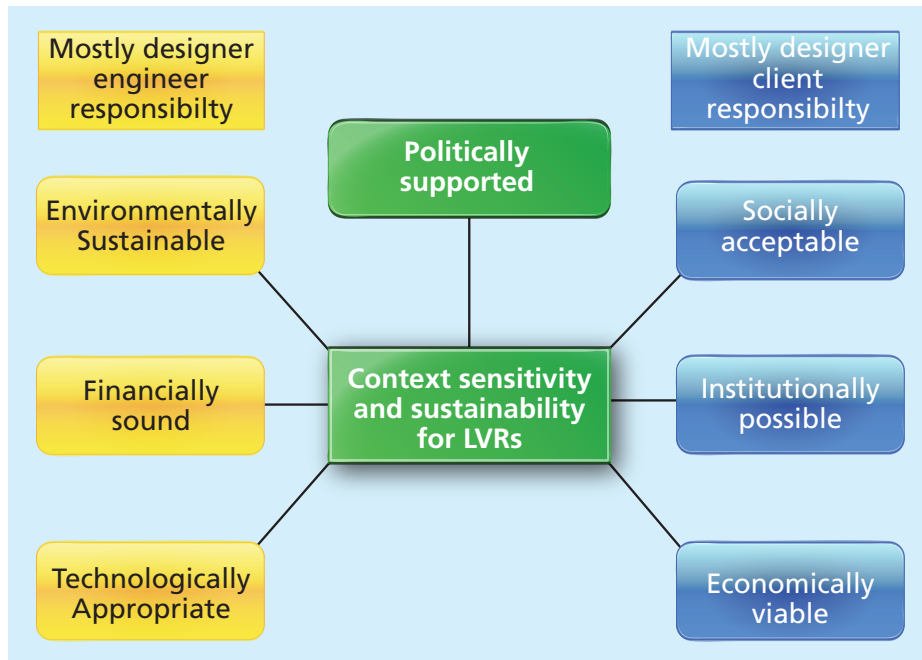 Mostly designer
engineer
responsibilty
Mostly designer
client
responsibilty
Politically
supported
Environmentally
Sustainable
Socially
acceptable
Financially
sound
Context sensitivity
and sustainability
for LVRs
Institutionally
possible
Technologically
Appropriate
Economically
viable